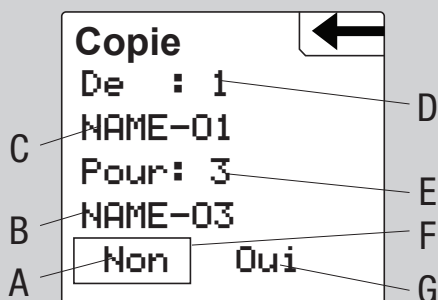 Copie
De : 1
D
C
NAME-01
Pour: 3
E
B
NAME-03
F
A
Non
Oui
G